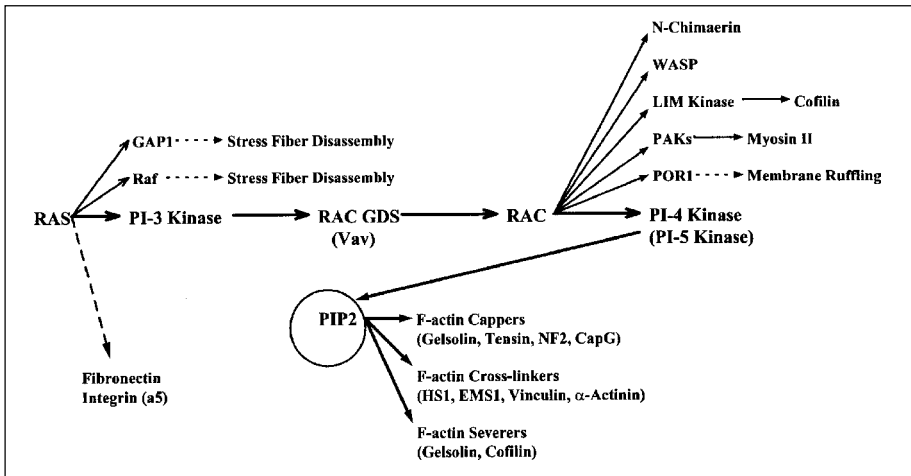 N-Chimaerin
WASP
LIM Kinase
Cofilin
GAP1
Stress Fiber Disassembly
PAKs
Myosin II
Raf
Stress Fiber Disassembly
POR1
Membrane Ruffling
RAS
PI-3 Kinase
RAC GDS
(Vav)
RAC
PI-4 Kinase
(PI-5 Kinase)
PIP2
F-actin Cappers
(Gelsolin, Tensin, NF2, CapG)
Fibronectin
Integrin (a5)
F-actin Cross-linkers
(HS1, EMS1, Vinculin, α-Actinin)
F-actin Severers
(Gelsolin, Cofilin)